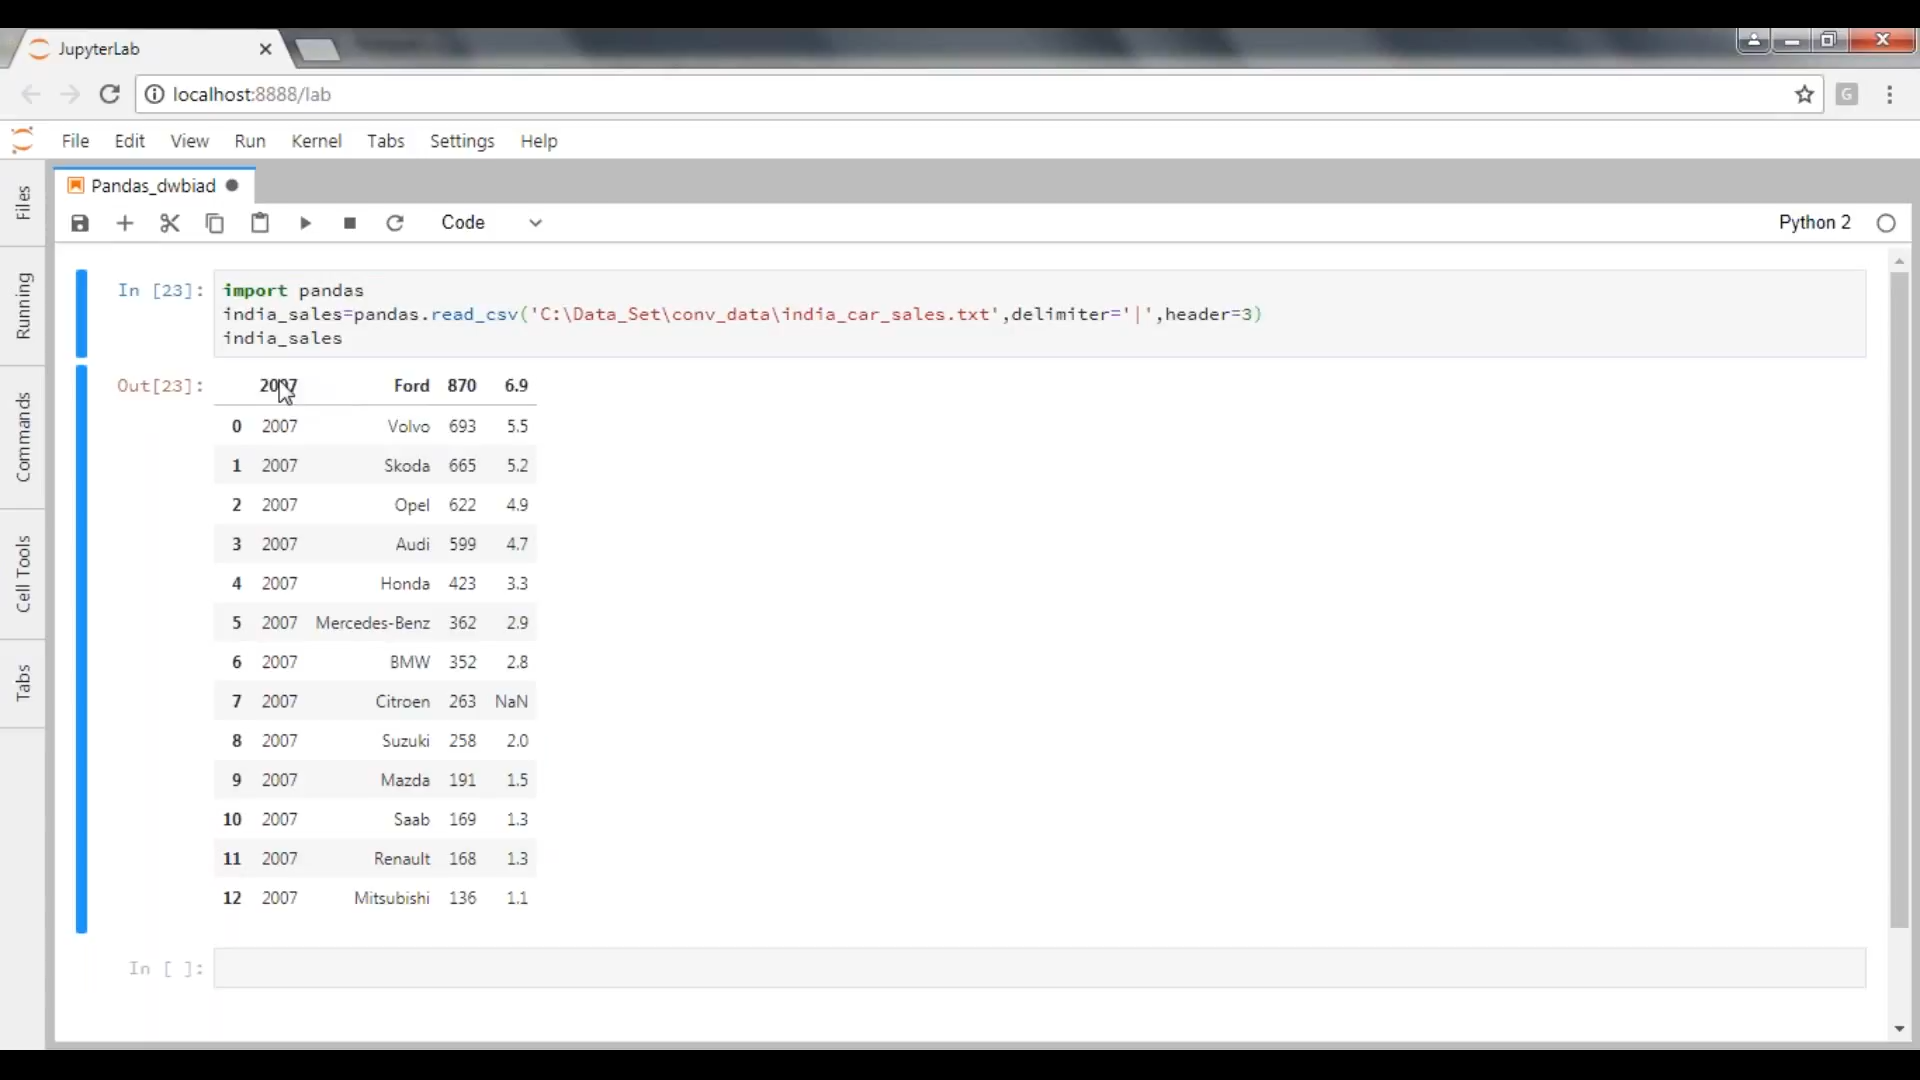 JupyterLab
localhost:8888/lab
G
File Edit View Run Kernel Tabs Settings Help
Files
Running
Commands
Cell Tools
Tabs
Pandas_dwbiad
Code
Python 2
In [23]:
import pandas
india_sales=pandas.read_csv('C:\Data_Set\conv_data\india_car_sales.txt',delimiter='|',header=3)
india_sales
Out[23]:
2007 Ford 870 6.9
0 2007 Volvo 693 5.5
1 2007 Skoda 665 5.2
2 2007 Opel 622 4.9
3 2007 Audi 599 4.7
4 2007 Honda 423 3.3
5 2007 Mercedes-Benz 362 2.9
6 2007 BMW 352 2.8
7 2007 Citroen 263 NaN
8 2007 Suzuki 258 2.0
9 2007 Mazda 191 1.5
10 2007 Saab 169 1.3
11 2007 Renault 168 1.3
12 2007 Mitsubishi 136 1.1
In [ ]: